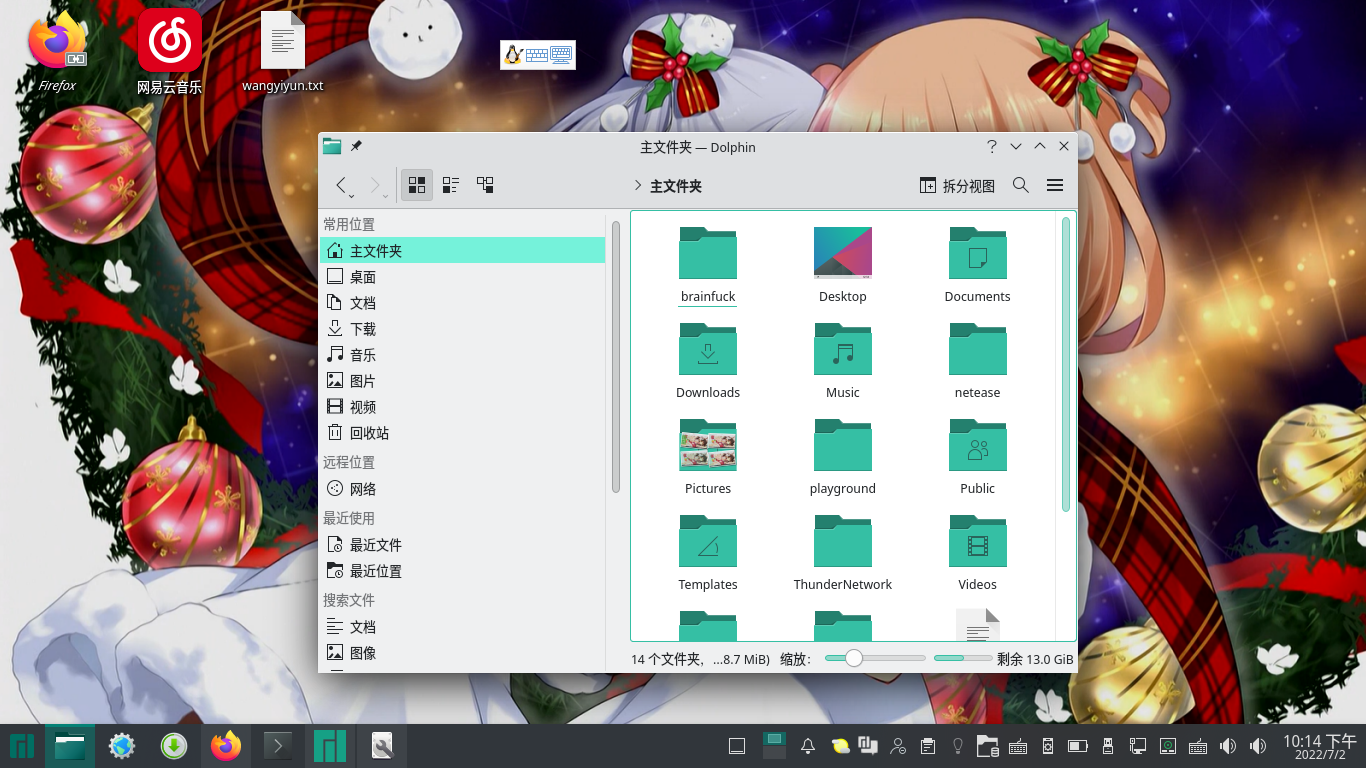 Firefox
网易云音乐
wangyiyun.txt
主文件夹 — Dolphin
主文件夹
拆分视图
常用位置
主文件夹
桌面
文档
下载
音乐
图片
视频
回收站
远程位置
网络
最近使用
最近文件
最近位置
搜索文件
文档
图像
brainfuck
Desktop
Documents
Downloads
Music
netease
Pictures
playground
Public
Templates
ThunderNetwork
Videos
14 个文件夹, ...8.7 MiB)
缩放:
剩余 13.0 GiB
10:14 下午
2022/7/2